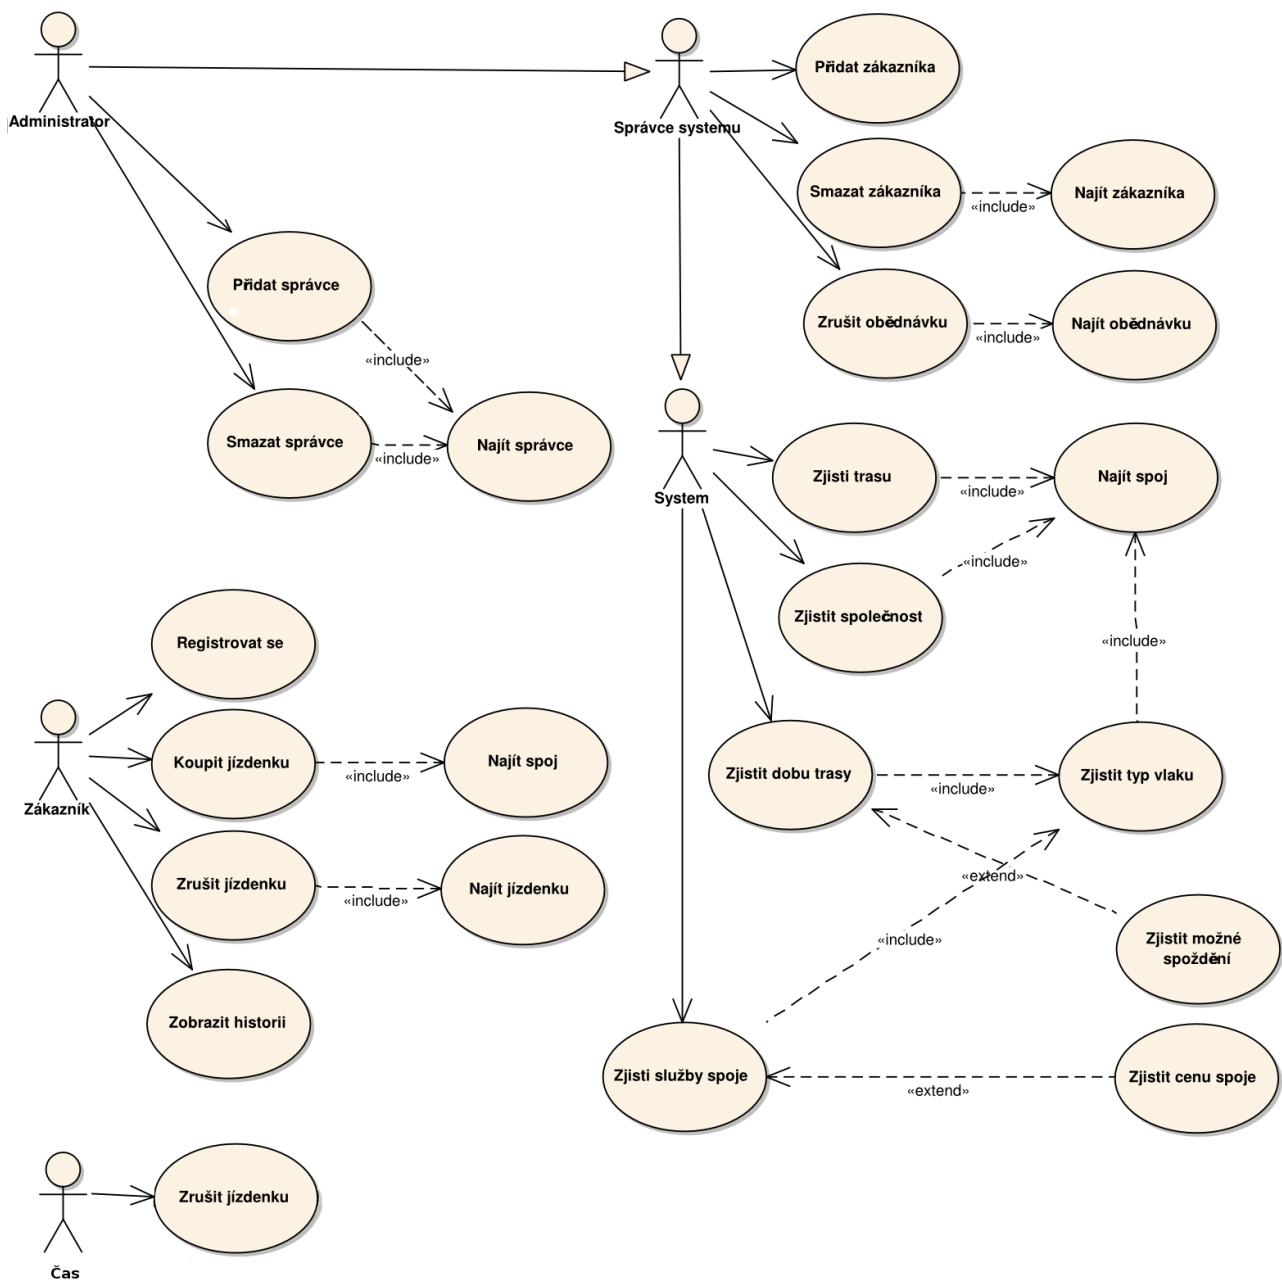 Administrator
Správce systemu
Přidat zákazníka
Smazat zákazníka
«include»
Najít zákazníka
Přidat správce
Zrušit obědnávku
«include»
Najít obědnávku
«include»
Smazat správce
«include»
Najít správce
System
Zjisti trasu
«include»
Najít spoj
«include»
Zjistit společnost
«include»
Registrovat se
Zákazník
Koupit jízdenku
«include»
Najít spoj
Zjistit dobu trasy
«include»
Zjistit typ vlaku
Zrušit jízdenku
«include»
Najít jízdenku
«extend»
«include»
Zjistit možné
spoždění
Zobrazit historii
Zjisti služby spoje
«extend»
Zjistit cenu spoje
Zrušit jízdenku
Čas